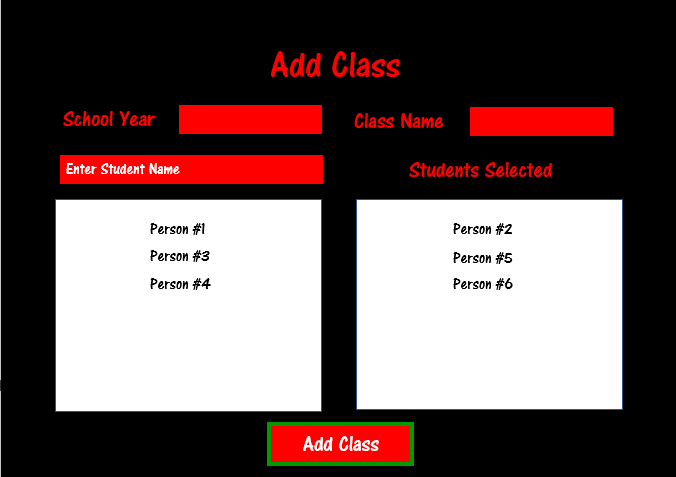 Add Class
School Year
Class Name
Enter Student Name
Students Selected
Person #1
Person #3
Person #4
Person #2
Person #5
Person #6
Add Class